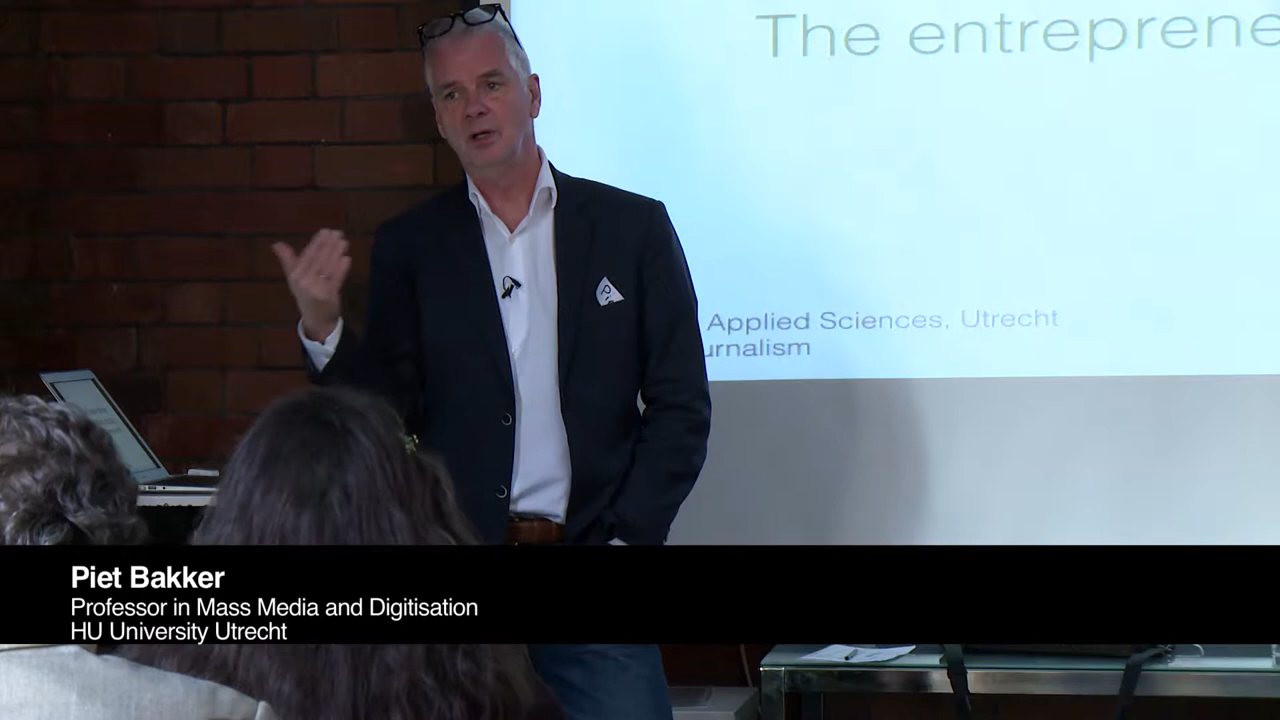 The entreprene
Applied Sciences, Utrecht
urnalism
Piet Bakker
Professor in Mass Media and Digitisation
HU University Utrecht